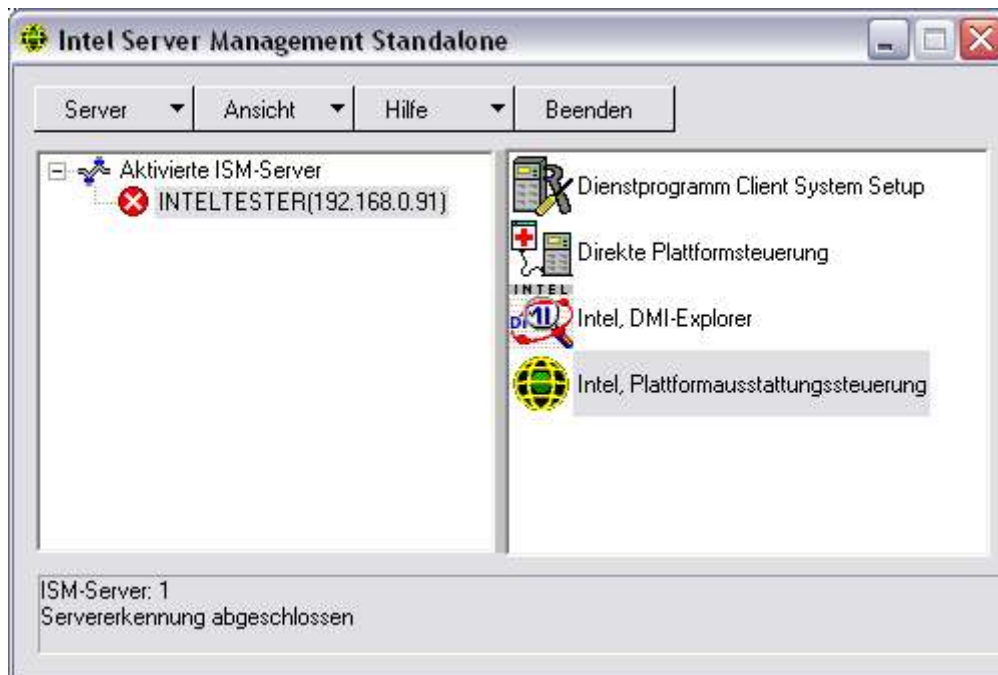 Intel Server Management Standalone
Server Ansicht Hilfe Beenden
Aktivierte ISM-Server
INTELTESTER(192.168.0.91)
Dienstprogramm Client System Setup
Direkte Plattformsteuerung
INTEL
DMI
Intel, DMI-Explorer
Intel, Plattformausstattungssteuerung
ISM-Server: 1
Servererkennung abgeschlossen